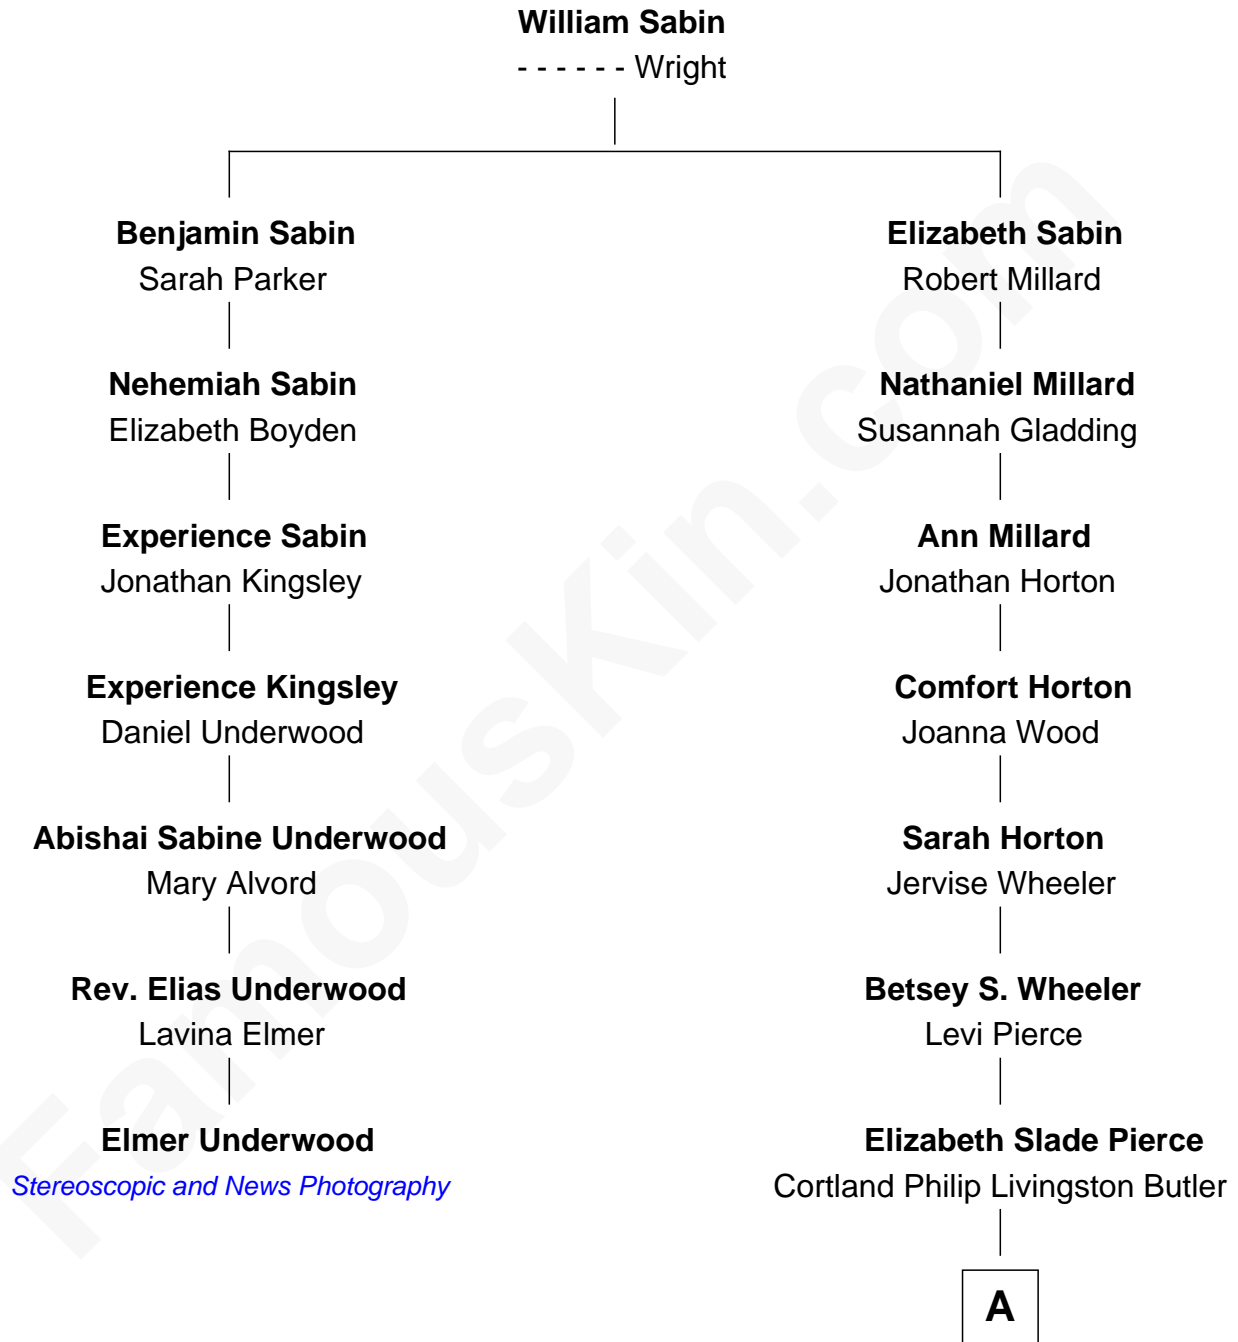 William Sabin
- - - - - - Wright
Benjamin Sabin
Sarah Parker
Elizabeth Sabin
Robert Millard
Nehemiah Sabin
Elizabeth Boyden
Nathaniel Millard
Susannah Gladding
Experience Sabin
Jonathan Kingsley
Ann Millard
Jonathan Horton
Experience Kingsley
Daniel Underwood
Comfort Horton
Joanna Wood
Abishai Sabine Underwood
Mary Alvord
Sarah Horton
Jervise Wheeler
Rev. Elias Underwood
Lavina Elmer
Betsey S. Wheeler
Levi Pierce
Elmer Underwood
Stereoscopic and News Photography
Elizabeth Slade Pierce
Cortland Philip Livingston Butler
A
FamousKin.com